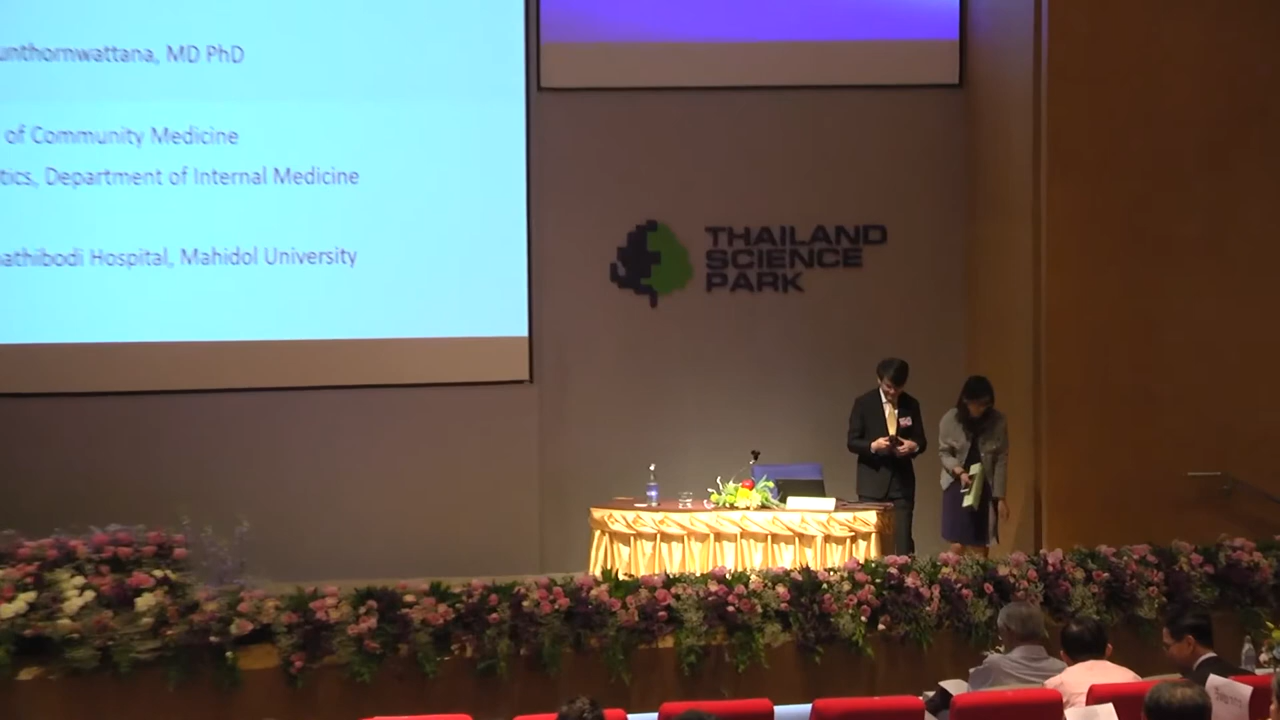 unthornwattana, MD PhD
of Community Medicine
tics, Department of Internal Medicine
athibodi Hospital, Mahidol University
THAILAND
SCIENCE
PARK